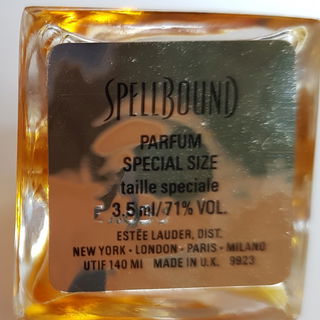 SPELLBOUND
PARFUM
SPECIAL SIZE
taille speciale
3.5 ml/71% VOL.
ESTÉE LAUDER, DIST.
NEW YORK - LONDON - PARIS - MILANO
UTIF 140 MI MADE IN U.K. 9923